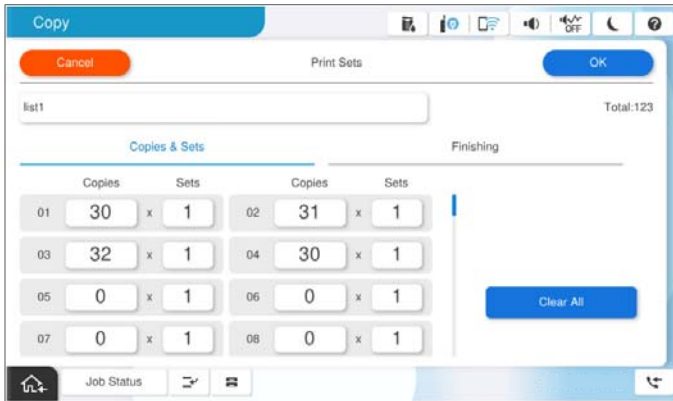 Copy
OFF
Cancel
Print Sets
OK
list1
Total:123
Copies & Sets
Finishing
Copies Sets Copies Sets
01 30 x 1 02 31 x 1
03 32 x 1 04 30 x 1
05 0 x 1 06 0 x 1
Clear All
07 0 x 1 08 0 x 1
Job Status